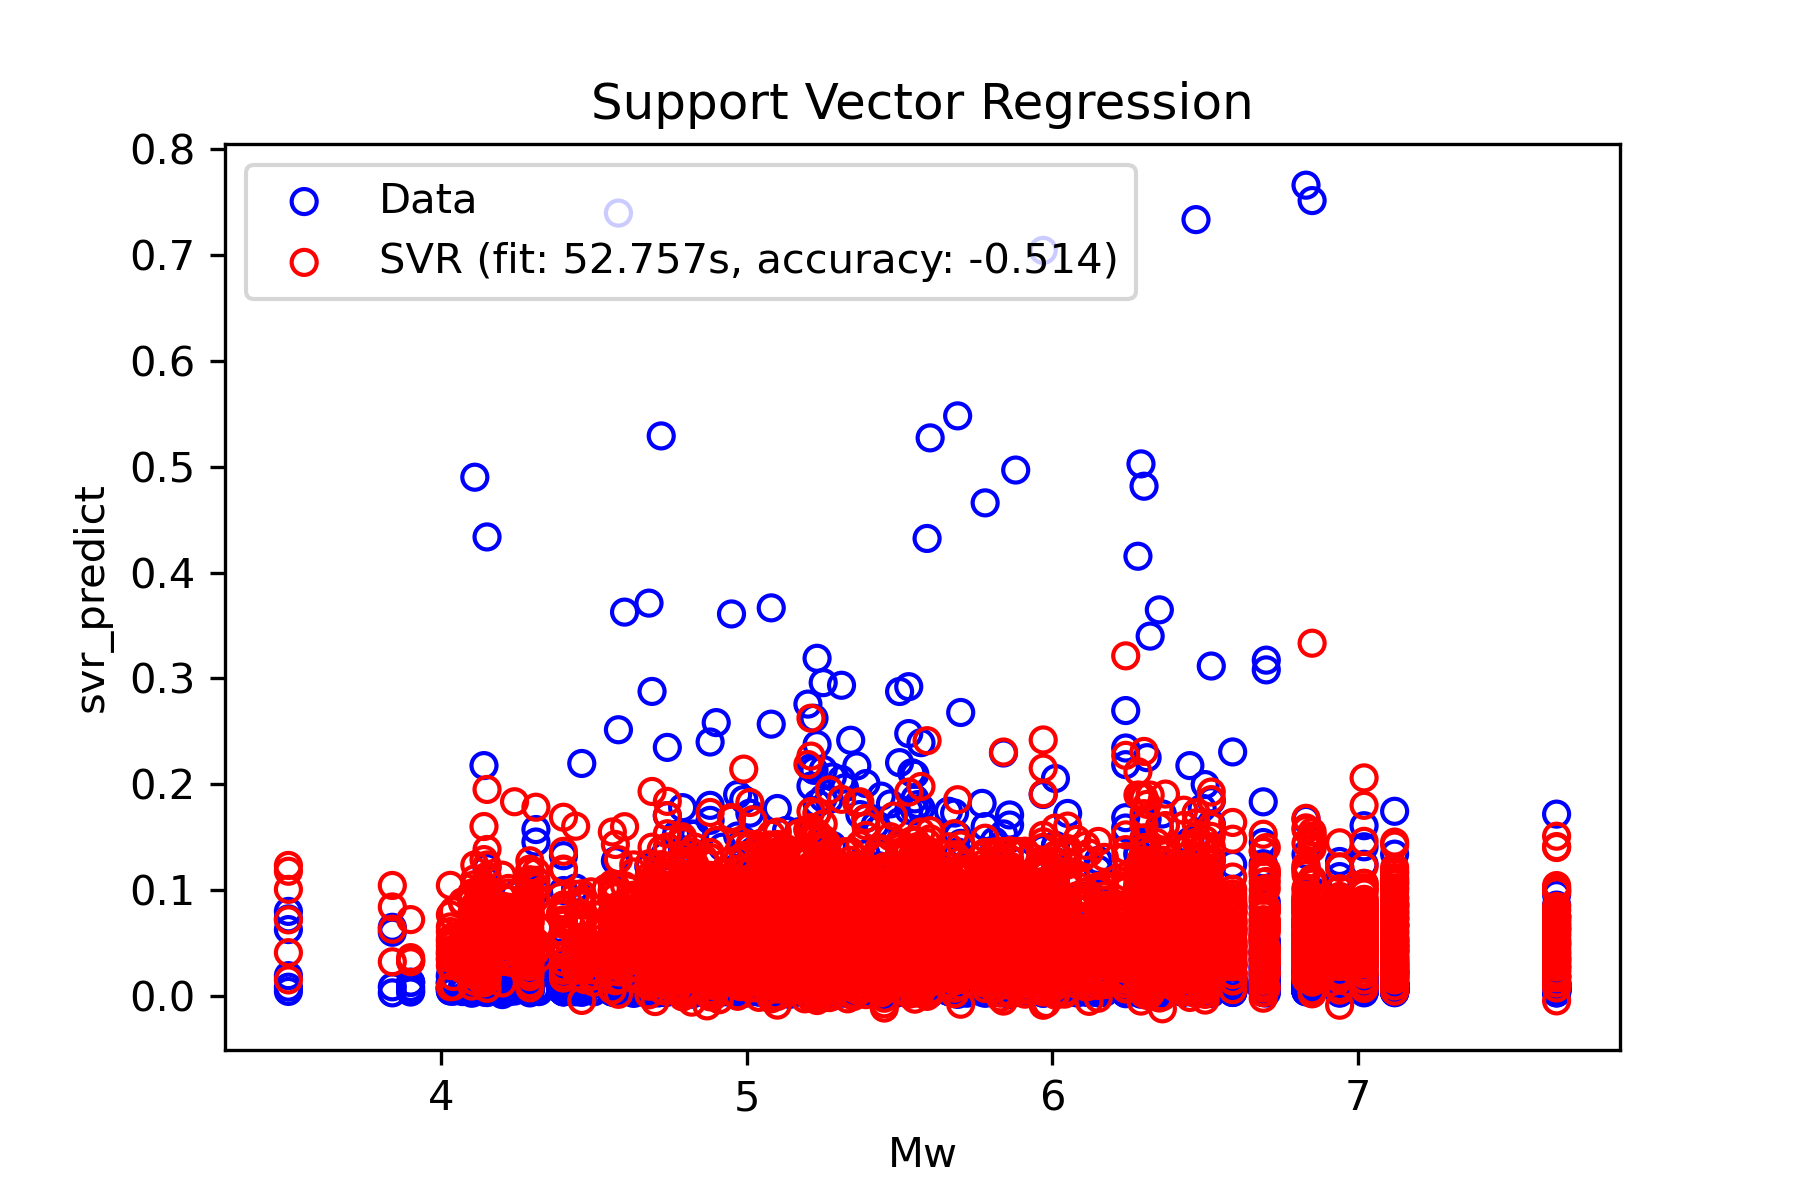 Support Vector Regression
Data
SVR (fit: 52.757s, accuracy: -0.514)
0.8
0.7
0.6
0.5
0.4
0.3
0.2
0.1
0.0
svr_predict
4 5 6 7
Mw